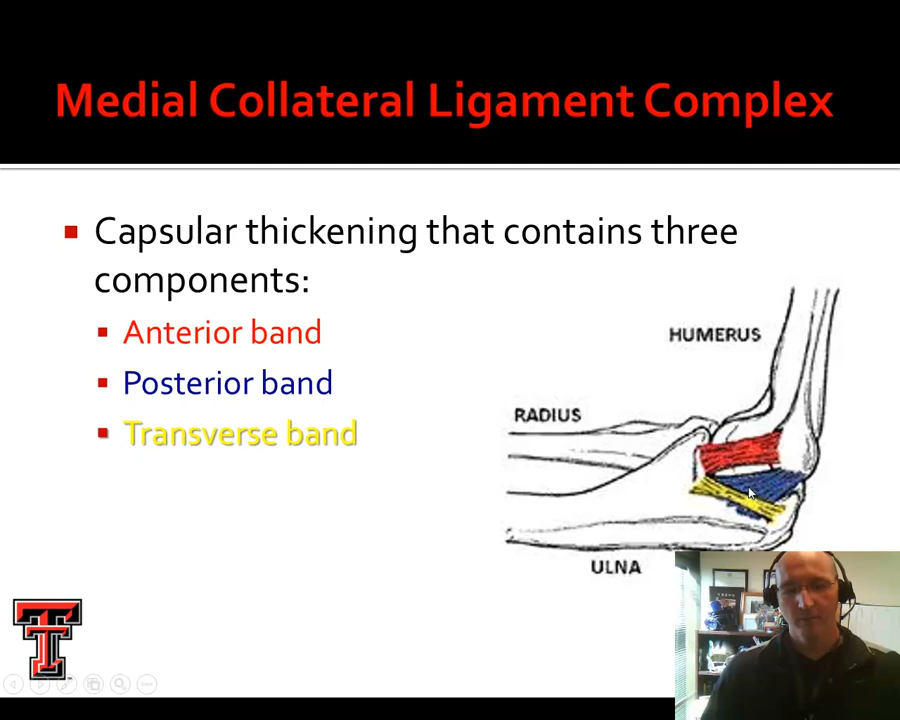 Medial Collateral Ligament Complex
Capsular thickening that contains three
components:
Anterior band
Posterior band
Transverse band
HUMERUS
RADIUS
ULNA